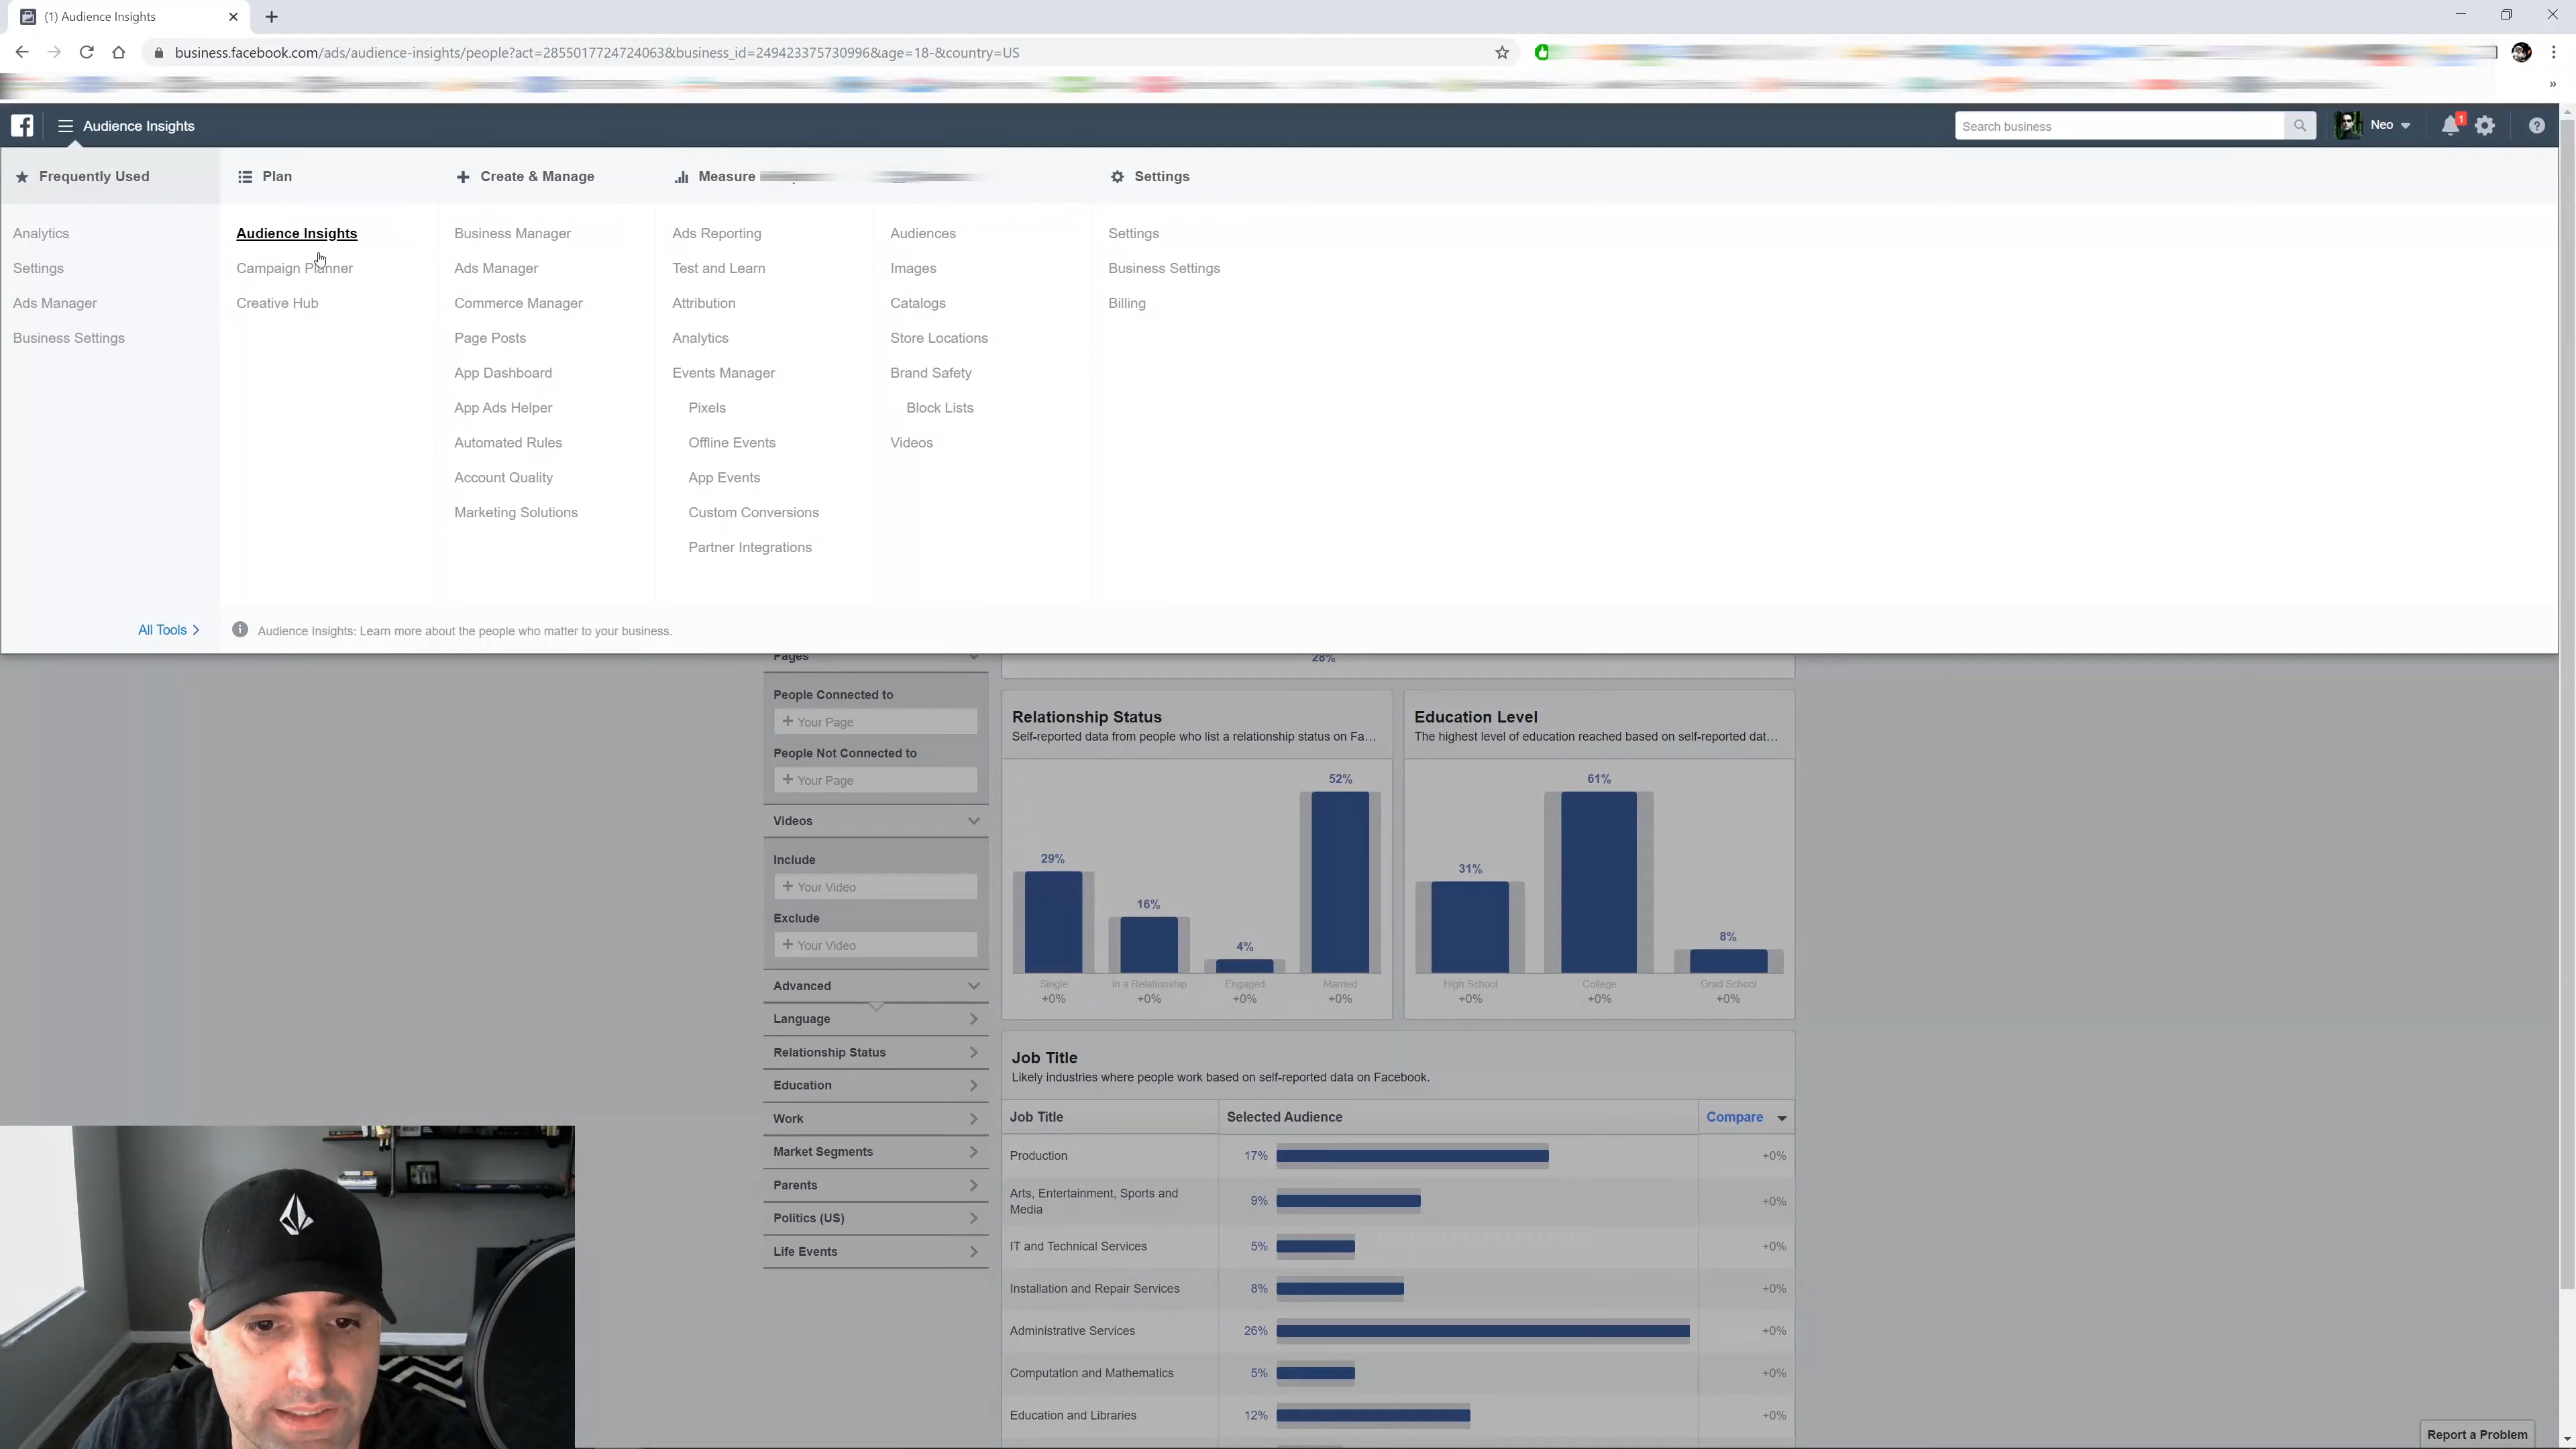 (1) Audience Insights
business.facebook.com/ads/audience-insights/people?act=2855017724724063&business_id=249423375730996&age=18-&country=US
Audience Insights
Search business
Neo
1
Frequently Used
Analytics
Settings
Ads Manager
Business Settings
All Tools
Plan
Audience Insights
Campaign Planner
Creative Hub
Create & Manage
Business Manager
Ads Manager
Commerce Manager
Page Posts
App Dashboard
App Ads Helper
Automated Rules
Account Quality
Marketing Solutions
Measure
Ads Reporting
Test and Learn
Attribution
Analytics
Events Manager
Pixels
Offline Events
App Events
Custom Conversions
Partner Integrations
Audiences
Images
Catalogs
Store Locations
Brand Safety
Block Lists
Videos
Settings
Settings
Business Settings
Billing
Audience Insights: Learn more about the people who matter to your business.
Pages
People Connected to
+ Your Page
People Not Connected to
+ Your Page
Videos
Include
+ Your Video
Exclude
+ Your Video
Advanced
Language
Relationship Status
Education
Work
Market Segments
Parents
Politics (US)
Life Events
28%
Relationship Status
Self-reported data from people who list a relationship status on Fa...
29%
16%
4%
52%
Single
In a Relationship
Engaged
Married
+0%
+0%
+0%
+0%
Education Level
The highest level of education reached based on self-reported dat...
31%
61%
8%
High School
College
Grad School
+0%
+0%
+0%
Job Title
Likely industries where people work based on self-reported data on Facebook.
Job Title Selected Audience Compare
Production 17% +0%
Arts, Entertainment, Sports and
Media 9% +0%
IT and Technical Services 5% +0%
Installation and Repair Services 8% +0%
Administrative Services 26% +0%
Computation and Mathematics 5% +0%
Education and Libraries 12% +0%
Report a Problem